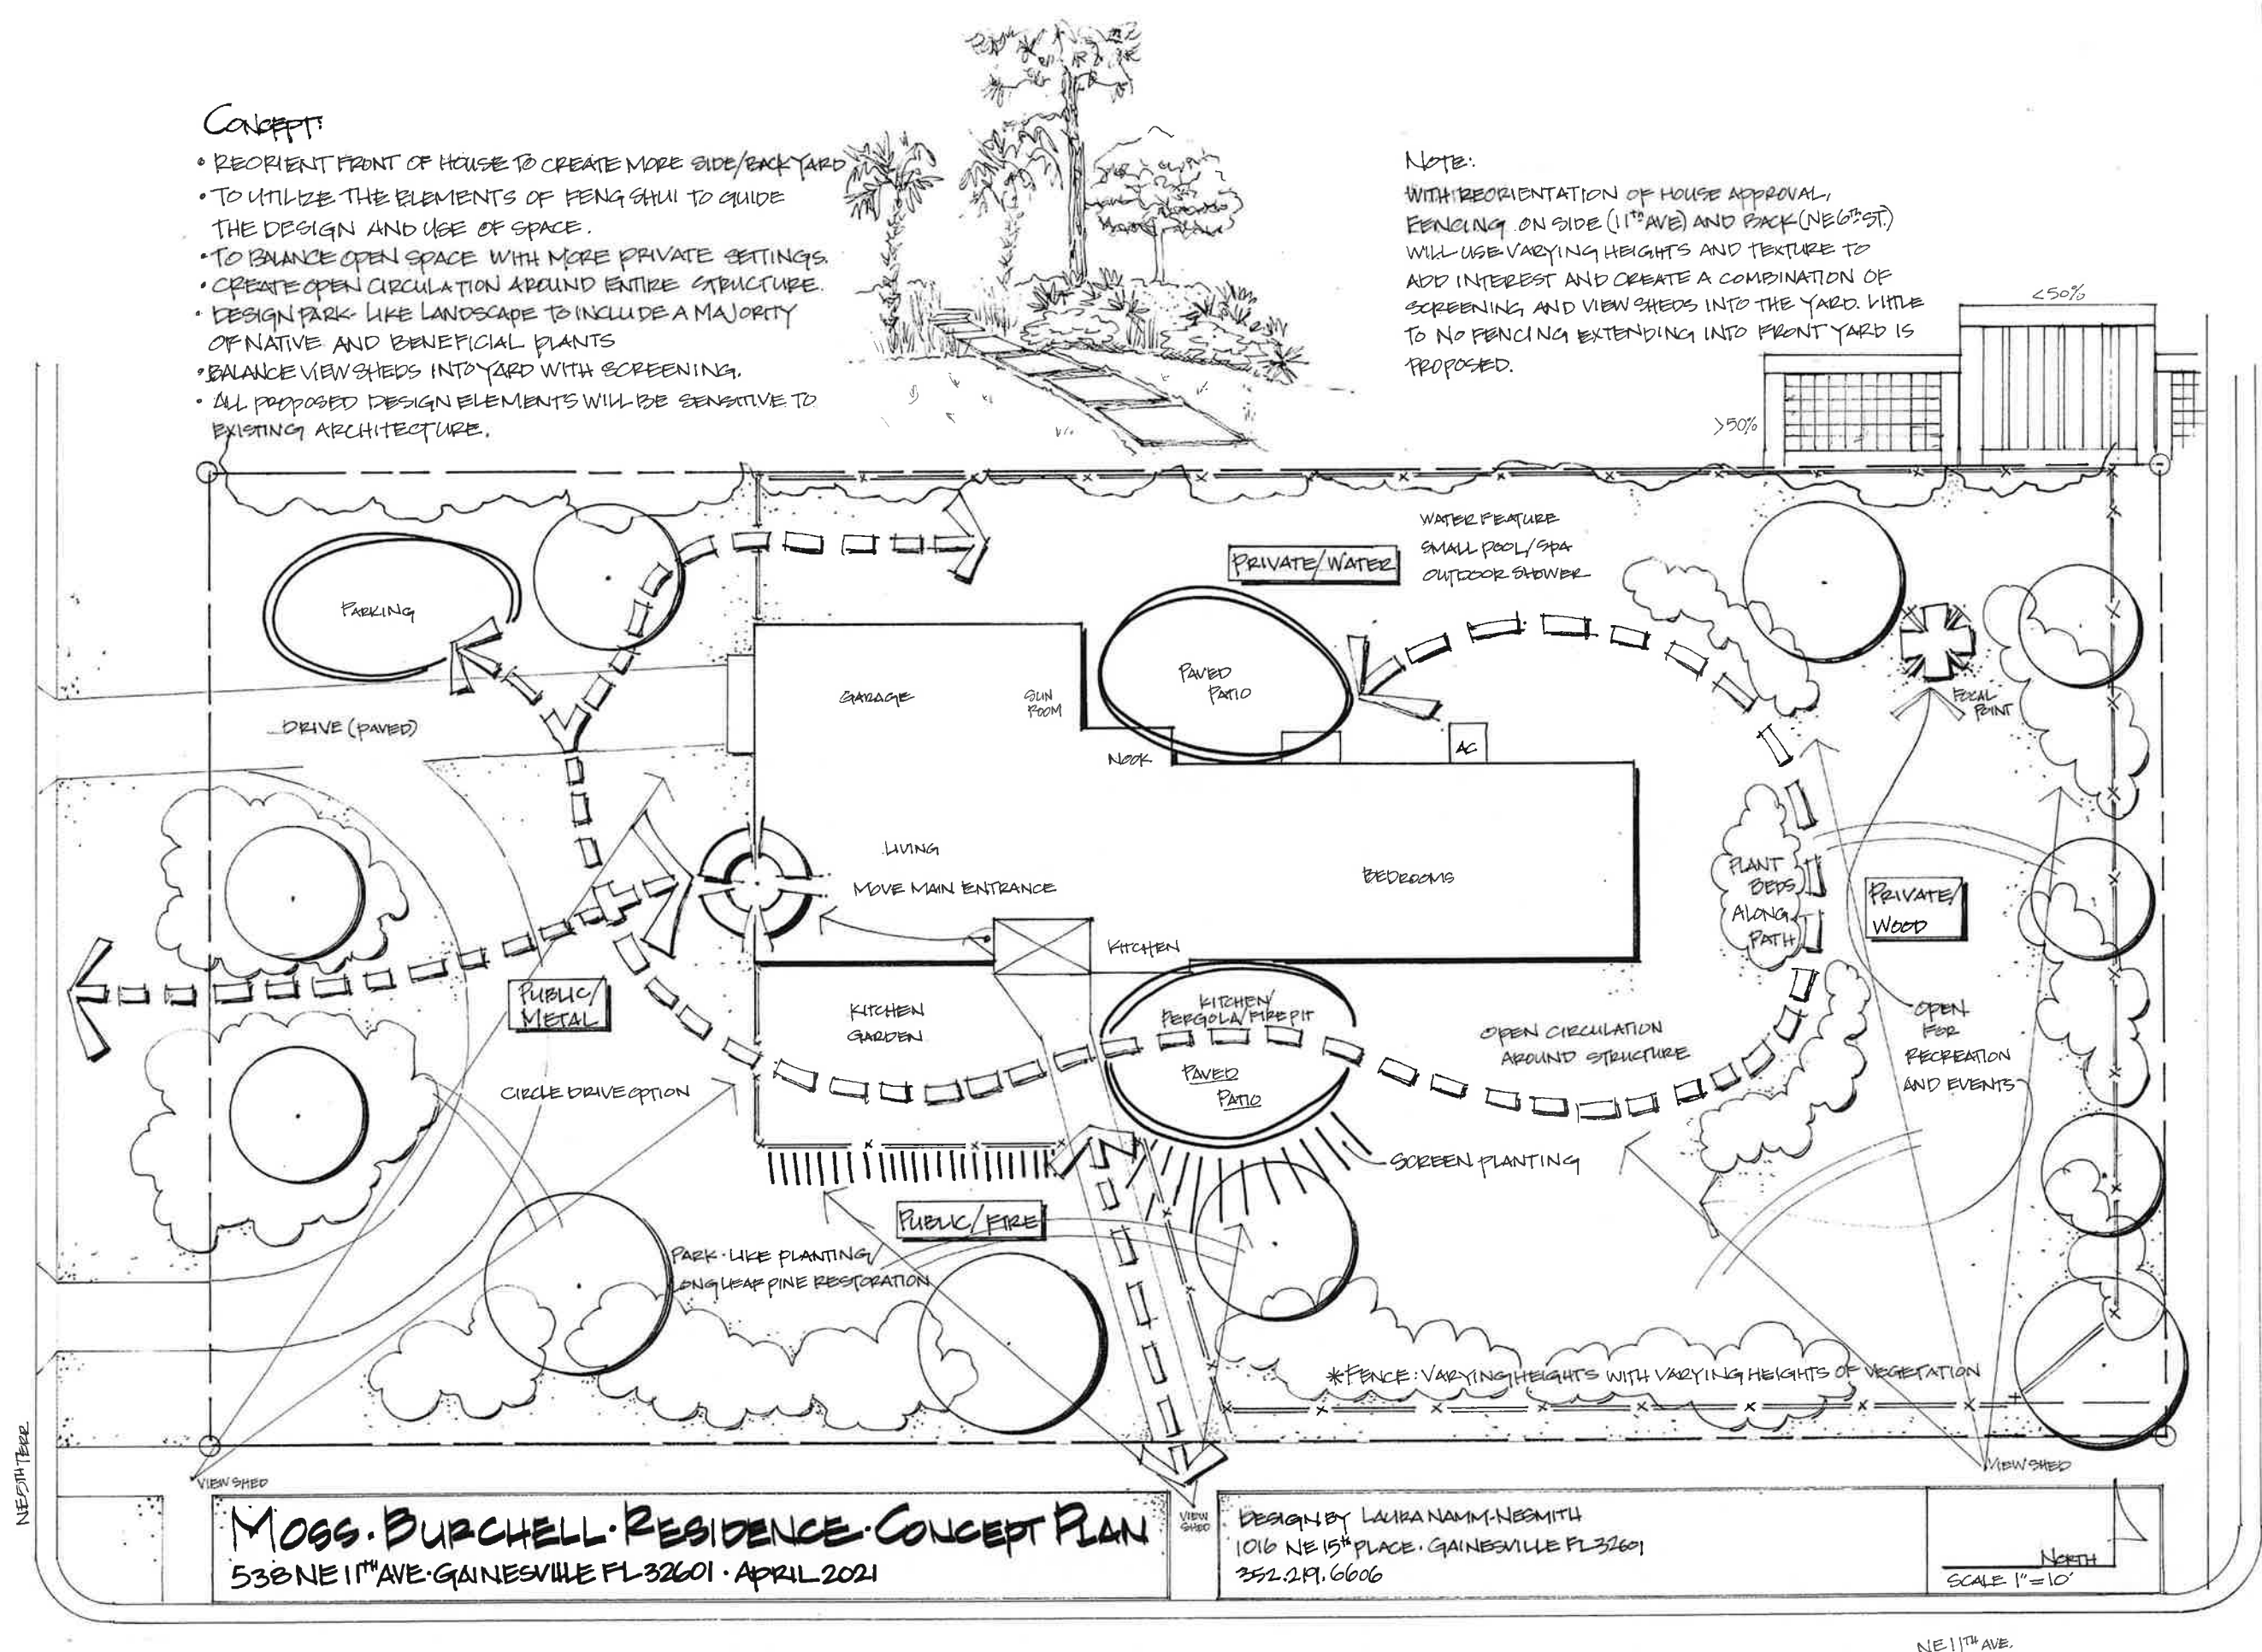 CONCEPT:
• REORIENT FRONT OF HOUSE TO CREATE MORE SIDE/BACK YARD
• TO UTILIZE THE ELEMENTS OF FENG SHUI TO GUIDE
THE DESIGN AND USE OF SPACE.
• TO BALANCE OPEN SPACE WITH MORE PRIVATE SETTINGS.
• CREATE OPEN CIRCULATION AROUND ENTIRE STRUCTURE.
• DESIGN PARK-LIKE LANDSCAPE TO INCLUDE A MAJORITY
OF NATIVE AND BENEFICIAL PLANTS
• BALANCE VIEW SHEDS INTO YARD WITH SCREENING.
• ALL PROPOSED DESIGN ELEMENTS WILL BE SENSITIVE TO
EXISTING ARCHITECTURE.
NOTE:
WITH REORIENTATION OF HOUSE APPROVAL,
FENCING ON SIDE (11TH AVE) AND BACK (NE 6TH ST.)
WILL USE VARYING HEIGHTS AND TEXTURE TO
ADD INTEREST AND CREATE A COMBINATION OF
SCREENING AND VIEW SHEDS INTO THE YARD. LITTLE
TO NO FENCING EXTENDING INTO FRONT YARD IS
PROPOSED.
<50%
>50%
WATER FEATURE
SMALL POOL/SPA
OUTDOOR SHOWER
PRIVATE/WATER
PARKING
PAVED
PATIO
GARAGE
SUN
ROOM
FOCAL
POINT
DRIVE (PAVED)
NOOK
AC
LIVING
MOVE MAIN ENTRANCE
BEDROOMS
PLANT
BEDS
ALONG
PATH
PRIVATE/
WOOD
KITCHEN
PUBLIC/
METAL
KITCHEN
GARDEN
KITCHEN/
PERGOLA/FIREPIT
PAVED
PATIO
OPEN CIRCULATION
AROUND STRUCTURE
OPEN
FOR
RECREATION
AND EVENTS
CIRCLE DRIVE OPTION
SCREEN PLANTING
PUBLIC/FIRE
PARK-LIKE PLANTING/
LONGLEAF PINE RESTORATION
*FENCE: VARYING HEIGHTS WITH VARYING HEIGHTS OF VEGETATION
NE 5TH TERR
VIEW SHED
VIEW SHED
VIEW
SHED
MOSS·BURCHELL·RESIDENCE·CONCEPT PLAN
538 NE 11TH AVE·GAINESVILLE FL 32601·APRIL 2021
DESIGN BY LAURA NAMM-NESMITH
1016 NE 15TH PLACE·GAINESVILLE FL 32601
352.219.6606
NORTH
SCALE 1"=10'
NE 11TH AVE.